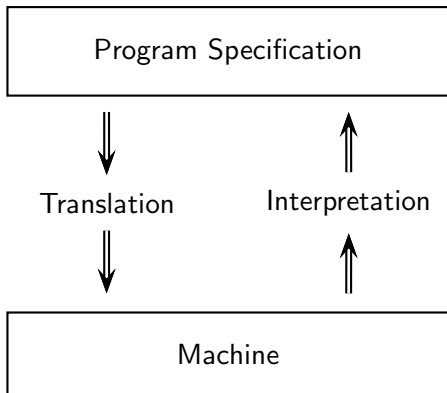 Program Specification
Translation
Interpretation
Machine